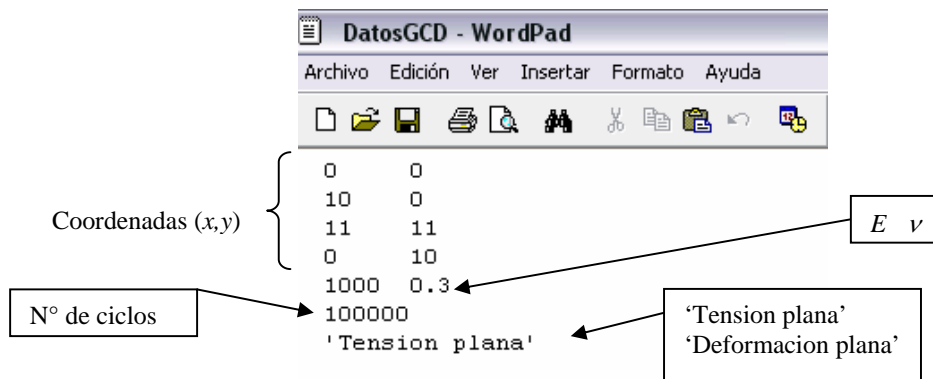 DatosGCD - WordPad
Archivo Edición Ver Insertar Formato Ayuda
0 0
10 0
11 11
0 10
1000 0.3
100000
'Tension plana'
Coordenadas (x,y)
E ν
N° de ciclos
‘Tension plana’
‘Deformacion plana’